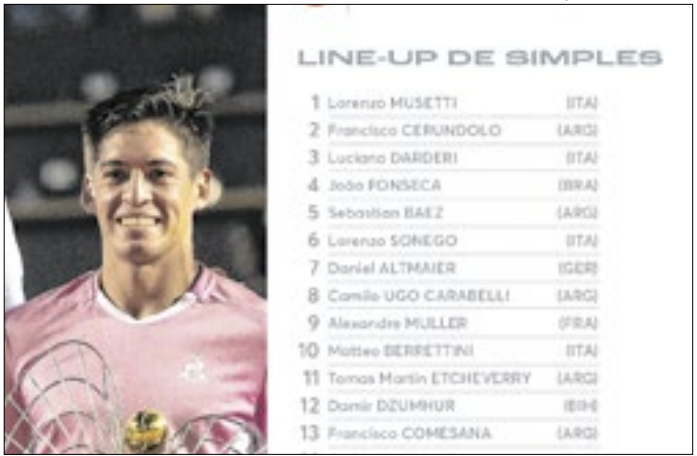 LINE-UP DE SIMPLES
1 Lorenzo MUSETTI (ITA)
2 Francisco CERUNDOLO (ARG)
3 Luciano DARDERI (ITA)
4 João FONSECA (BRA)
5 Sebastian BAEZ (ARG)
6 Lorenzo SONEGO (ITA)
7 Daniel ALTMAIER (GER)
8 Camilo UGO CARABELLI (ARG)
9 Alexandre MULLER (FRA)
10 Matteo BERRETTINI (ITA)
11 Tomas Martin ETCHEVERRY (ARG)
12 Damir DZUMHUR (BIH)
13 Francisco COMESANA (ARG)